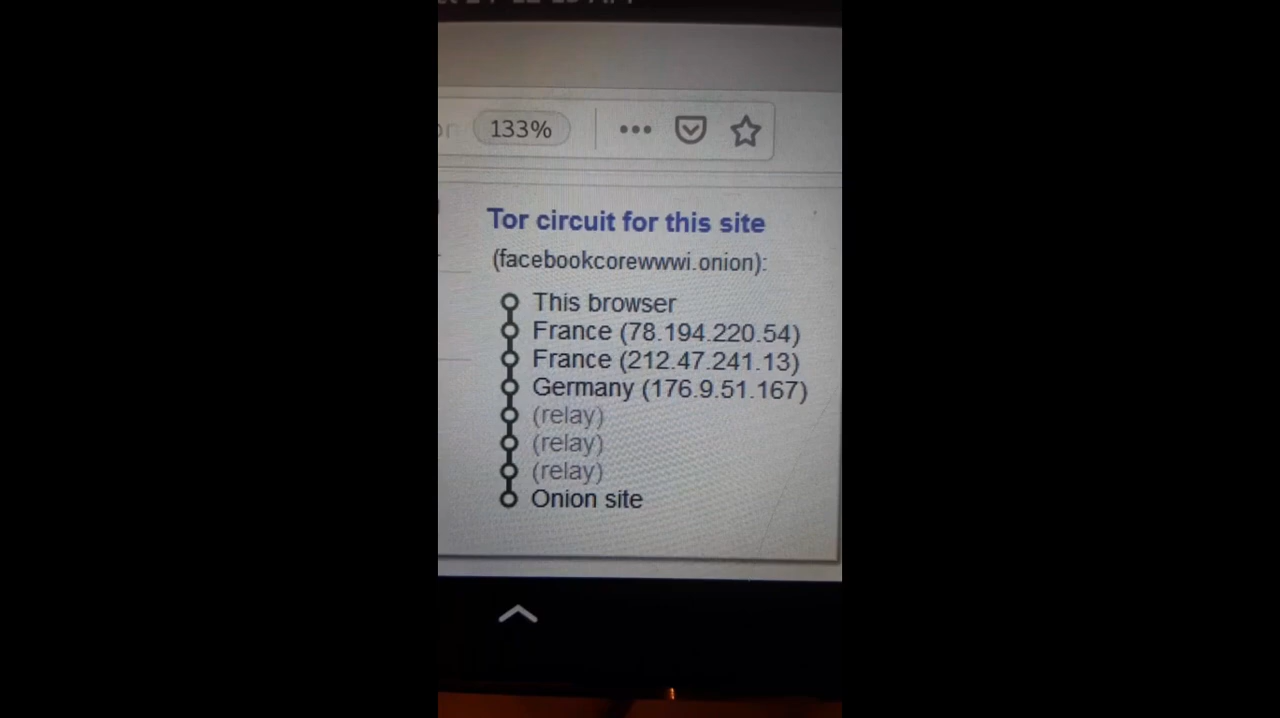 133%
Tor circuit for this site
(facebookcorewwwi.onion):
This browser
France (78.194.220.54)
France (212.47.241.13)
Germany (176.9.51.167)
(relay)
(relay)
(relay)
Onion site